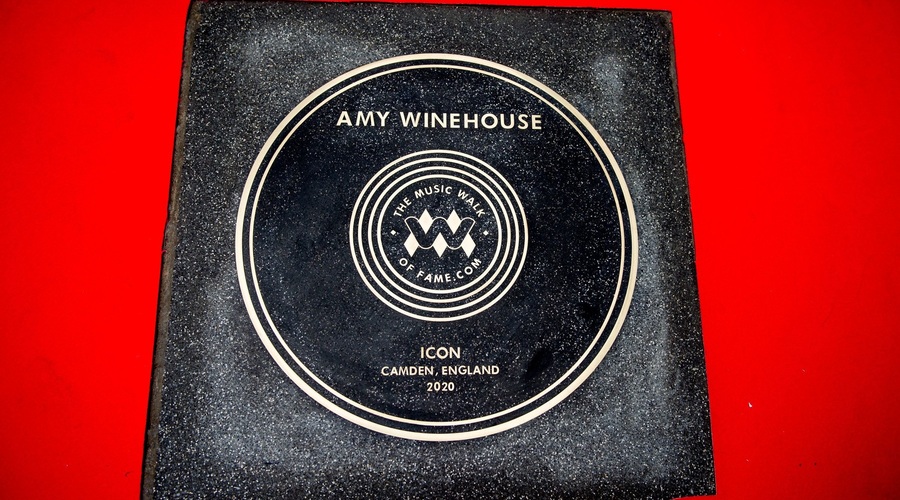 AMY WINEHOUSE
THE MUSIC WALK
OF FAME.COM
ICON
CAMDEN, ENGLAND
2020